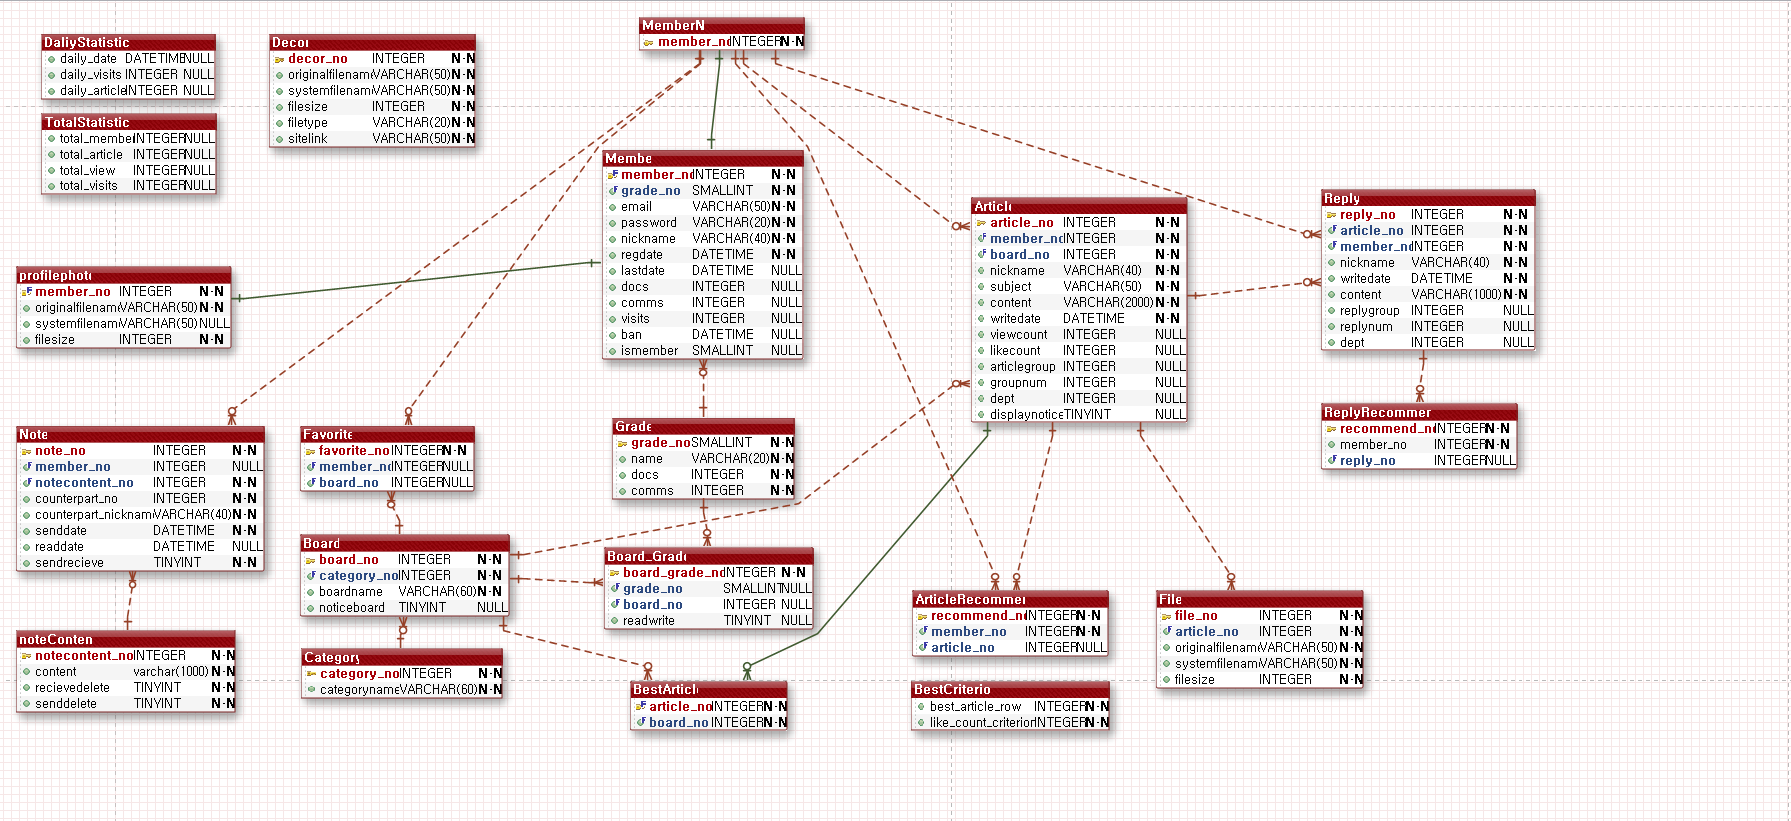 DaliyStatistic
daily_date DATETIME NULL
daily_visits INTEGER NULL
daily_article INTEGER NULL
TotalStatistic
total_membe INTEGER NULL
total_article INTEGER NULL
total_view INTEGER NULL
total_visits INTEGER NULL
Decor
decor_no INTEGER N-N
originalfilenam VARCHAR(50) N-N
systemfilenam VARCHAR(50) N-N
filesize INTEGER N-N
filetype VARCHAR(20) N-N
sitelink VARCHAR(50) N-N
MemberN
member_no INTEGER N-N
Membe
member_no INTEGER N-N
grade_no SMALLINT N-N
email VARCHAR(50) N-N
password VARCHAR(20) N-N
nickname VARCHAR(40) N-N
regdate DATETIME N-N
lastdate DATETIME NULL
docs INTEGER NULL
comms INTEGER NULL
visits INTEGER NULL
ban DATETIME NULL
ismember SMALLINT NULL
profilephoto
member_no INTEGER N-N
originalfilenam VARCHAR(50) N-N
systemfilenam VARCHAR(50) NULL
filesize INTEGER N-N
Article
article_no INTEGER N-N
member_no INTEGER N-N
board_no INTEGER N-N
nickname VARCHAR(40) N-N
subject VARCHAR(50) N-N
content VARCHAR(2000) N-N
writedate DATETIME N-N
viewcount INTEGER NULL
likecount INTEGER NULL
articlegroup INTEGER NULL
groupnum INTEGER NULL
dept INTEGER NULL
displaynotice TINYINT NULL
Reply
reply_no INTEGER N-N
article_no INTEGER N-N
member_no INTEGER N-N
nickname VARCHAR(40) N-N
writedate DATETIME N-N
content VARCHAR(1000) N-N
replygroup INTEGER NULL
replynum INTEGER NULL
dept INTEGER NULL
ReplyRecommer
recommend_no INTEGER N-N
member_no INTEGER N-N
reply_no INTEGER NULL
Note
note_no INTEGER N-N
member_no INTEGER NULL
notecontent_no INTEGER N-N
counterpart_no INTEGER N-N
counterpart_nicknam VARCHAR(40) N-N
senddate DATETIME N-N
readdate DATETIME NULL
sendrecieve TINYINT N-N
Favorite
favorite_no INTEGER N-N
member_no INTEGER NULL
board_no INTEGER NULL
Grade
grade_no SMALLINT N-N
name VARCHAR(20) N-N
docs INTEGER N-N
comms INTEGER N-N
Board
board_no INTEGER N-N
category_no INTEGER N-N
boardname VARCHAR(60) N-N
noticeboard TINYINT NULL
Board_Grade
board_grade_no INTEGER N-N
grade_no SMALLINT NULL
board_no INTEGER NULL
readwrite TINYINT NULL
noteConten
notecontent_no INTEGER N-N
content varchar(1000) N-N
recievedelete TINYINT N-N
senddelete TINYINT N-N
Category
category_no INTEGER N-N
categoryname VARCHAR(60) N-N
BestArticl
article_no INTEGER N-N
board_no INTEGER N-N
ArticleRecommer
recommend_no INTEGER N-N
member_no INTEGER N-N
article_no INTEGER NULL
BestCriterio
best_article_row INTEGER N-N
like_count_criterion INTEGER N-N
File
file_no INTEGER N-N
article_no INTEGER N-N
originalfilenam VARCHAR(50) N-N
systemfilenam VARCHAR(50) N-N
filesize INTEGER N-N